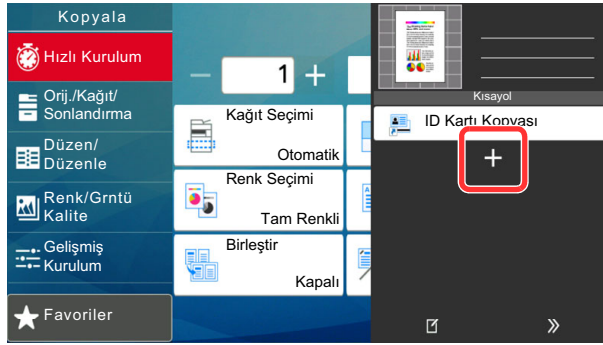 Kopyala
Hızlı Kurulum
Orij./Kağıt/
Sonlandırma
Düzen/
Düzenle
Renk/Grntü
Kalite
Gelişmiş
Kurulum
Favoriler
1
Kağıt Seçimi
Otomatik
Renk Seçimi
Tam Renkli
Birleştir
Kapalı
Kısayol
ID Kartı Kopyası